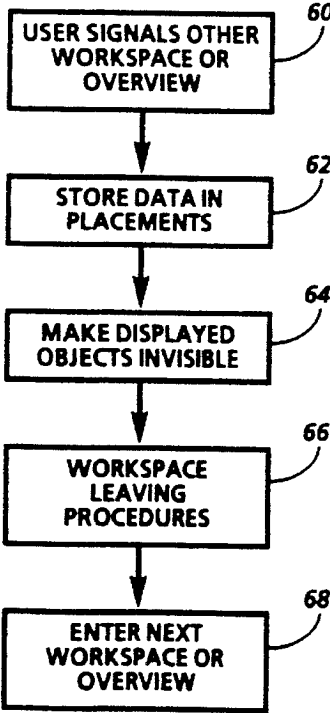 60
USER SIGNALS OTHER
WORKSPACE OR
OVERVIEW
62
STORE DATA IN
PLACEMENTS
64
MAKE DISPLAYED
OBJECTS INVISIBLE
66
WORKSPACE
LEAVING
PROCEDURES
68
ENTER NEXT
WORKSPACE OR
OVERVIEW